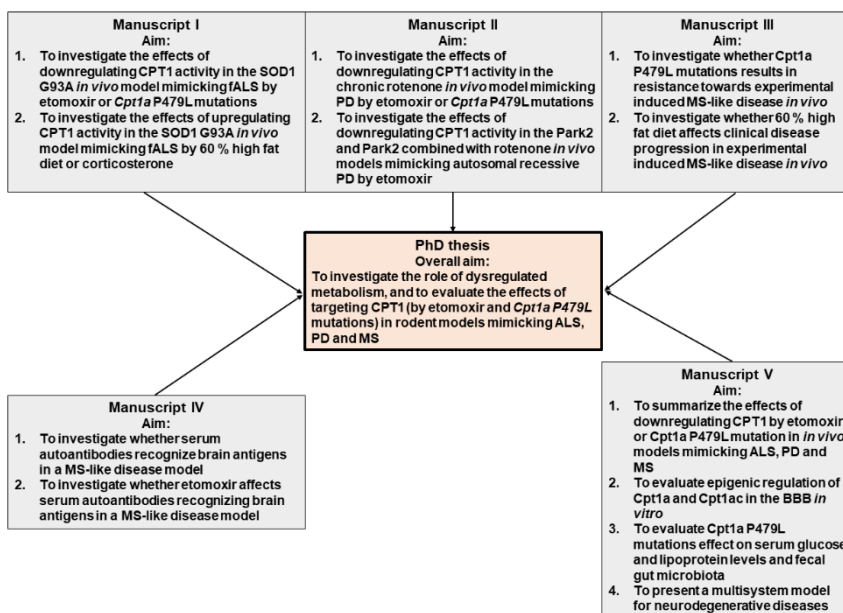 Manuscript I
Aim:
1. To investigate the effects of
downregulating CPT1 activity in the SOD1
G93A in vivo model mimicking fALS by
etomoxir or Cpt1a P479L mutations
2. To investigate the effects of upregulating
CPT1 activity in the SOD1 G93A in vivo
model mimicking fALS by 60 % high fat
diet or corticosterone
Manuscript II
Aim:
1. To investigate the effects of
downregulating CPT1 activity in the
chronic rotenone in vivo model mimicking
PD by etomoxir or Cpt1a P479L mutations
2. To investigate the effects of
downregulating CPT1 activity in the Park2
and Park2 combined with rotenone in vivo
models mimicking autosomal recessive
PD by etomoxir
Manuscript III
Aim:
1. To investigate whether Cpt1a
P479L mutations results in
resistance towards experimental
induced MS-like disease in vivo
2. To investigate whether 60 % high
fat diet affects clinical disease
progression in experimental
induced MS-like disease in vivo
PhD thesis
Overall aim:
To investigate the role of dysregulated
metabolism, and to evaluate the effects of
targeting CPT1 (by etomoxir and Cpt1a P479L
mutations) in rodent models mimicking ALS,
PD and MS
Manuscript IV
Aim:
1. To investigate whether serum
autoantibodies recognize brain antigens
in a MS-like disease model
2. To investigate whether etomoxir affects
serum autoantibodies recognizing brain
antigens in a MS-like disease model
Manuscript V
Aim:
1. To summarize the effects of
downregulating CPT1 by etomoxir
or Cpt1a P479L mutation in in vivo
models mimicking ALS, PD and
MS
2. To evaluate epigenic regulation of
Cpt1a and Cpt1ac in the BBB in
vitro
3. To evaluate Cpt1a P479L
mutations effect on serum glucose
and lipoprotein levels and fecal
gut microbiota
4. To present a multisystem model
for neurodegenerative diseases